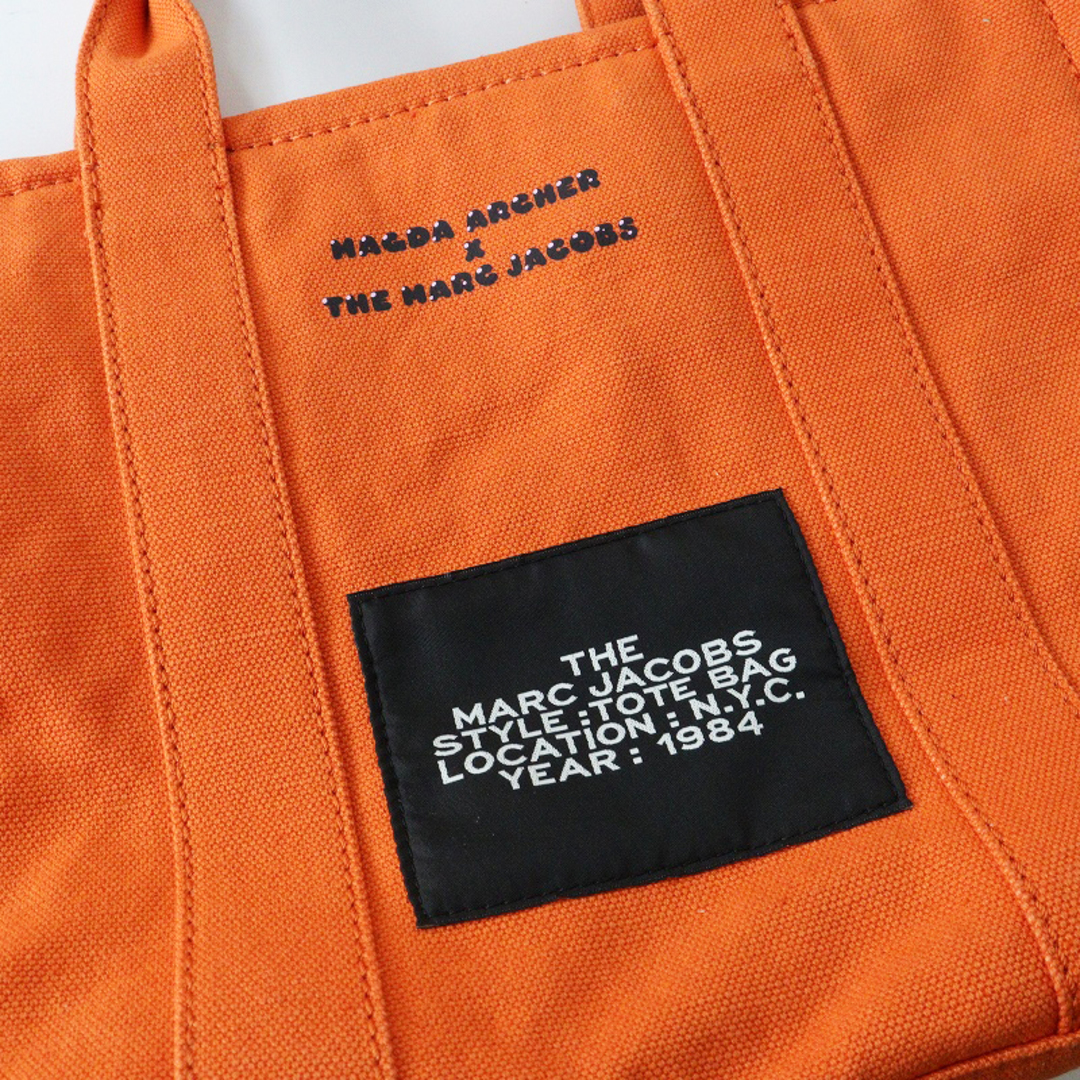 MAGDA ARCHER
X
THE MARC JACOBS
THE
MARC JACOBS
STYLE : TOTE BAG
LOCATION : N.Y.C.
YEAR : 1984